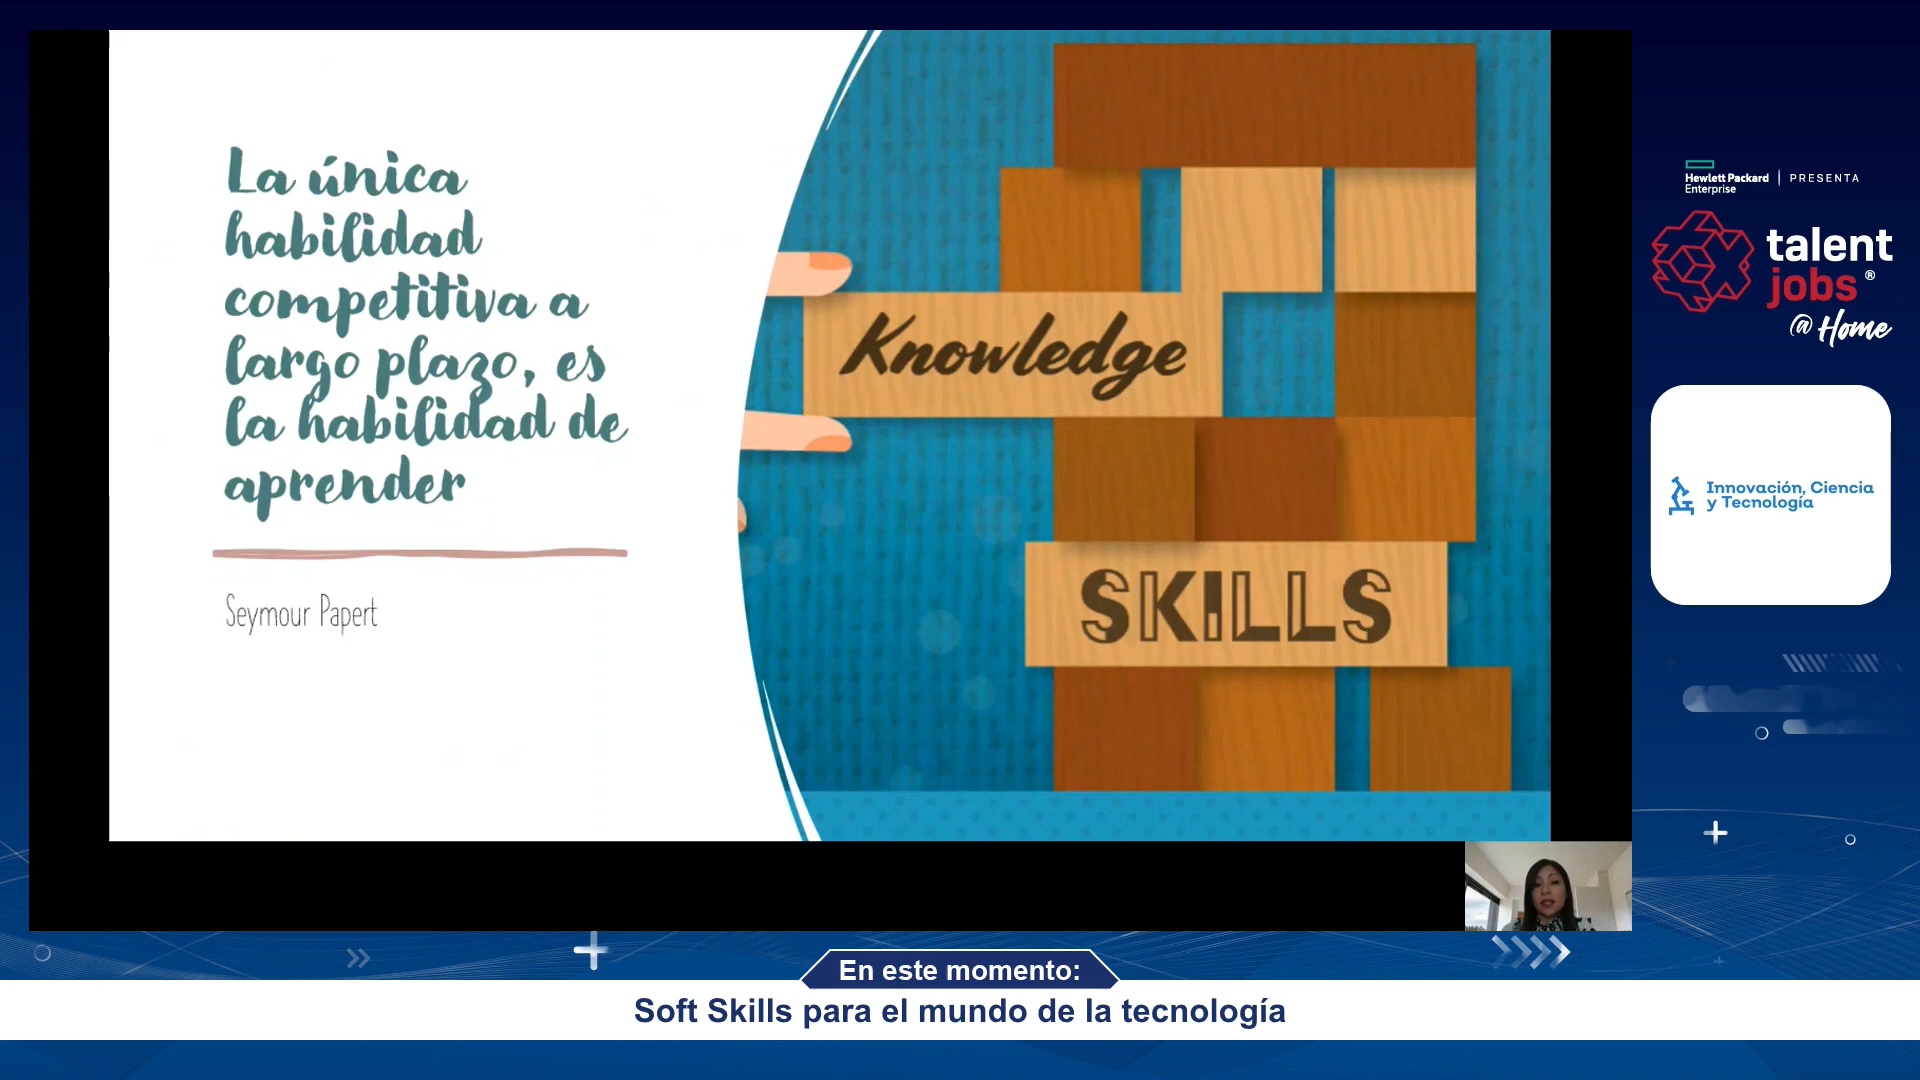 La única
habilidad
competitiva a
largo plazo, es
la habilidad de
aprender
Seymour Papert
Knowledge
SKILLS
Hewlett Packard
Enterprise
PRESENTA
talent
jobs®
@ Home
Innovación, Ciencia
y Tecnología
En este momento:
Soft Skills para el mundo de la tecnología